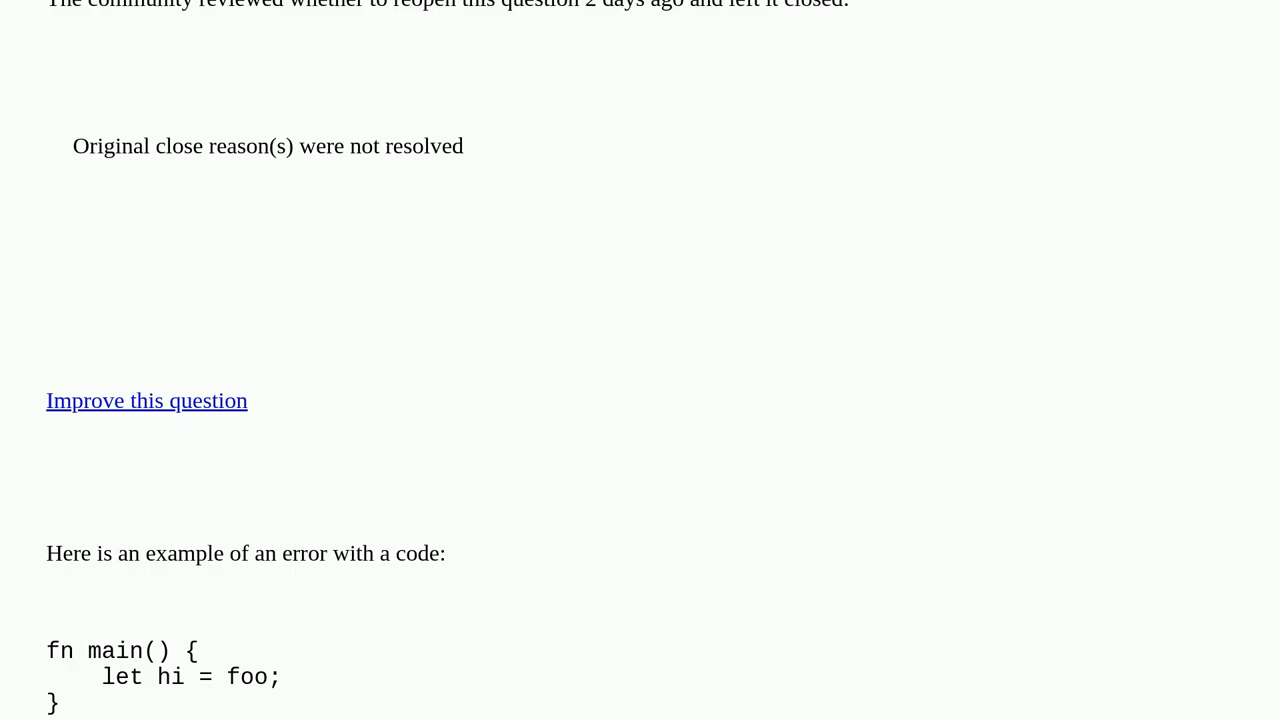 The community reviewed whether to reopen this question 2 days ago and left it closed.
Original close reason(s) were not resolved
Improve this question
Here is an example of an error with a code:
fn main() {
    let hi = foo;
}